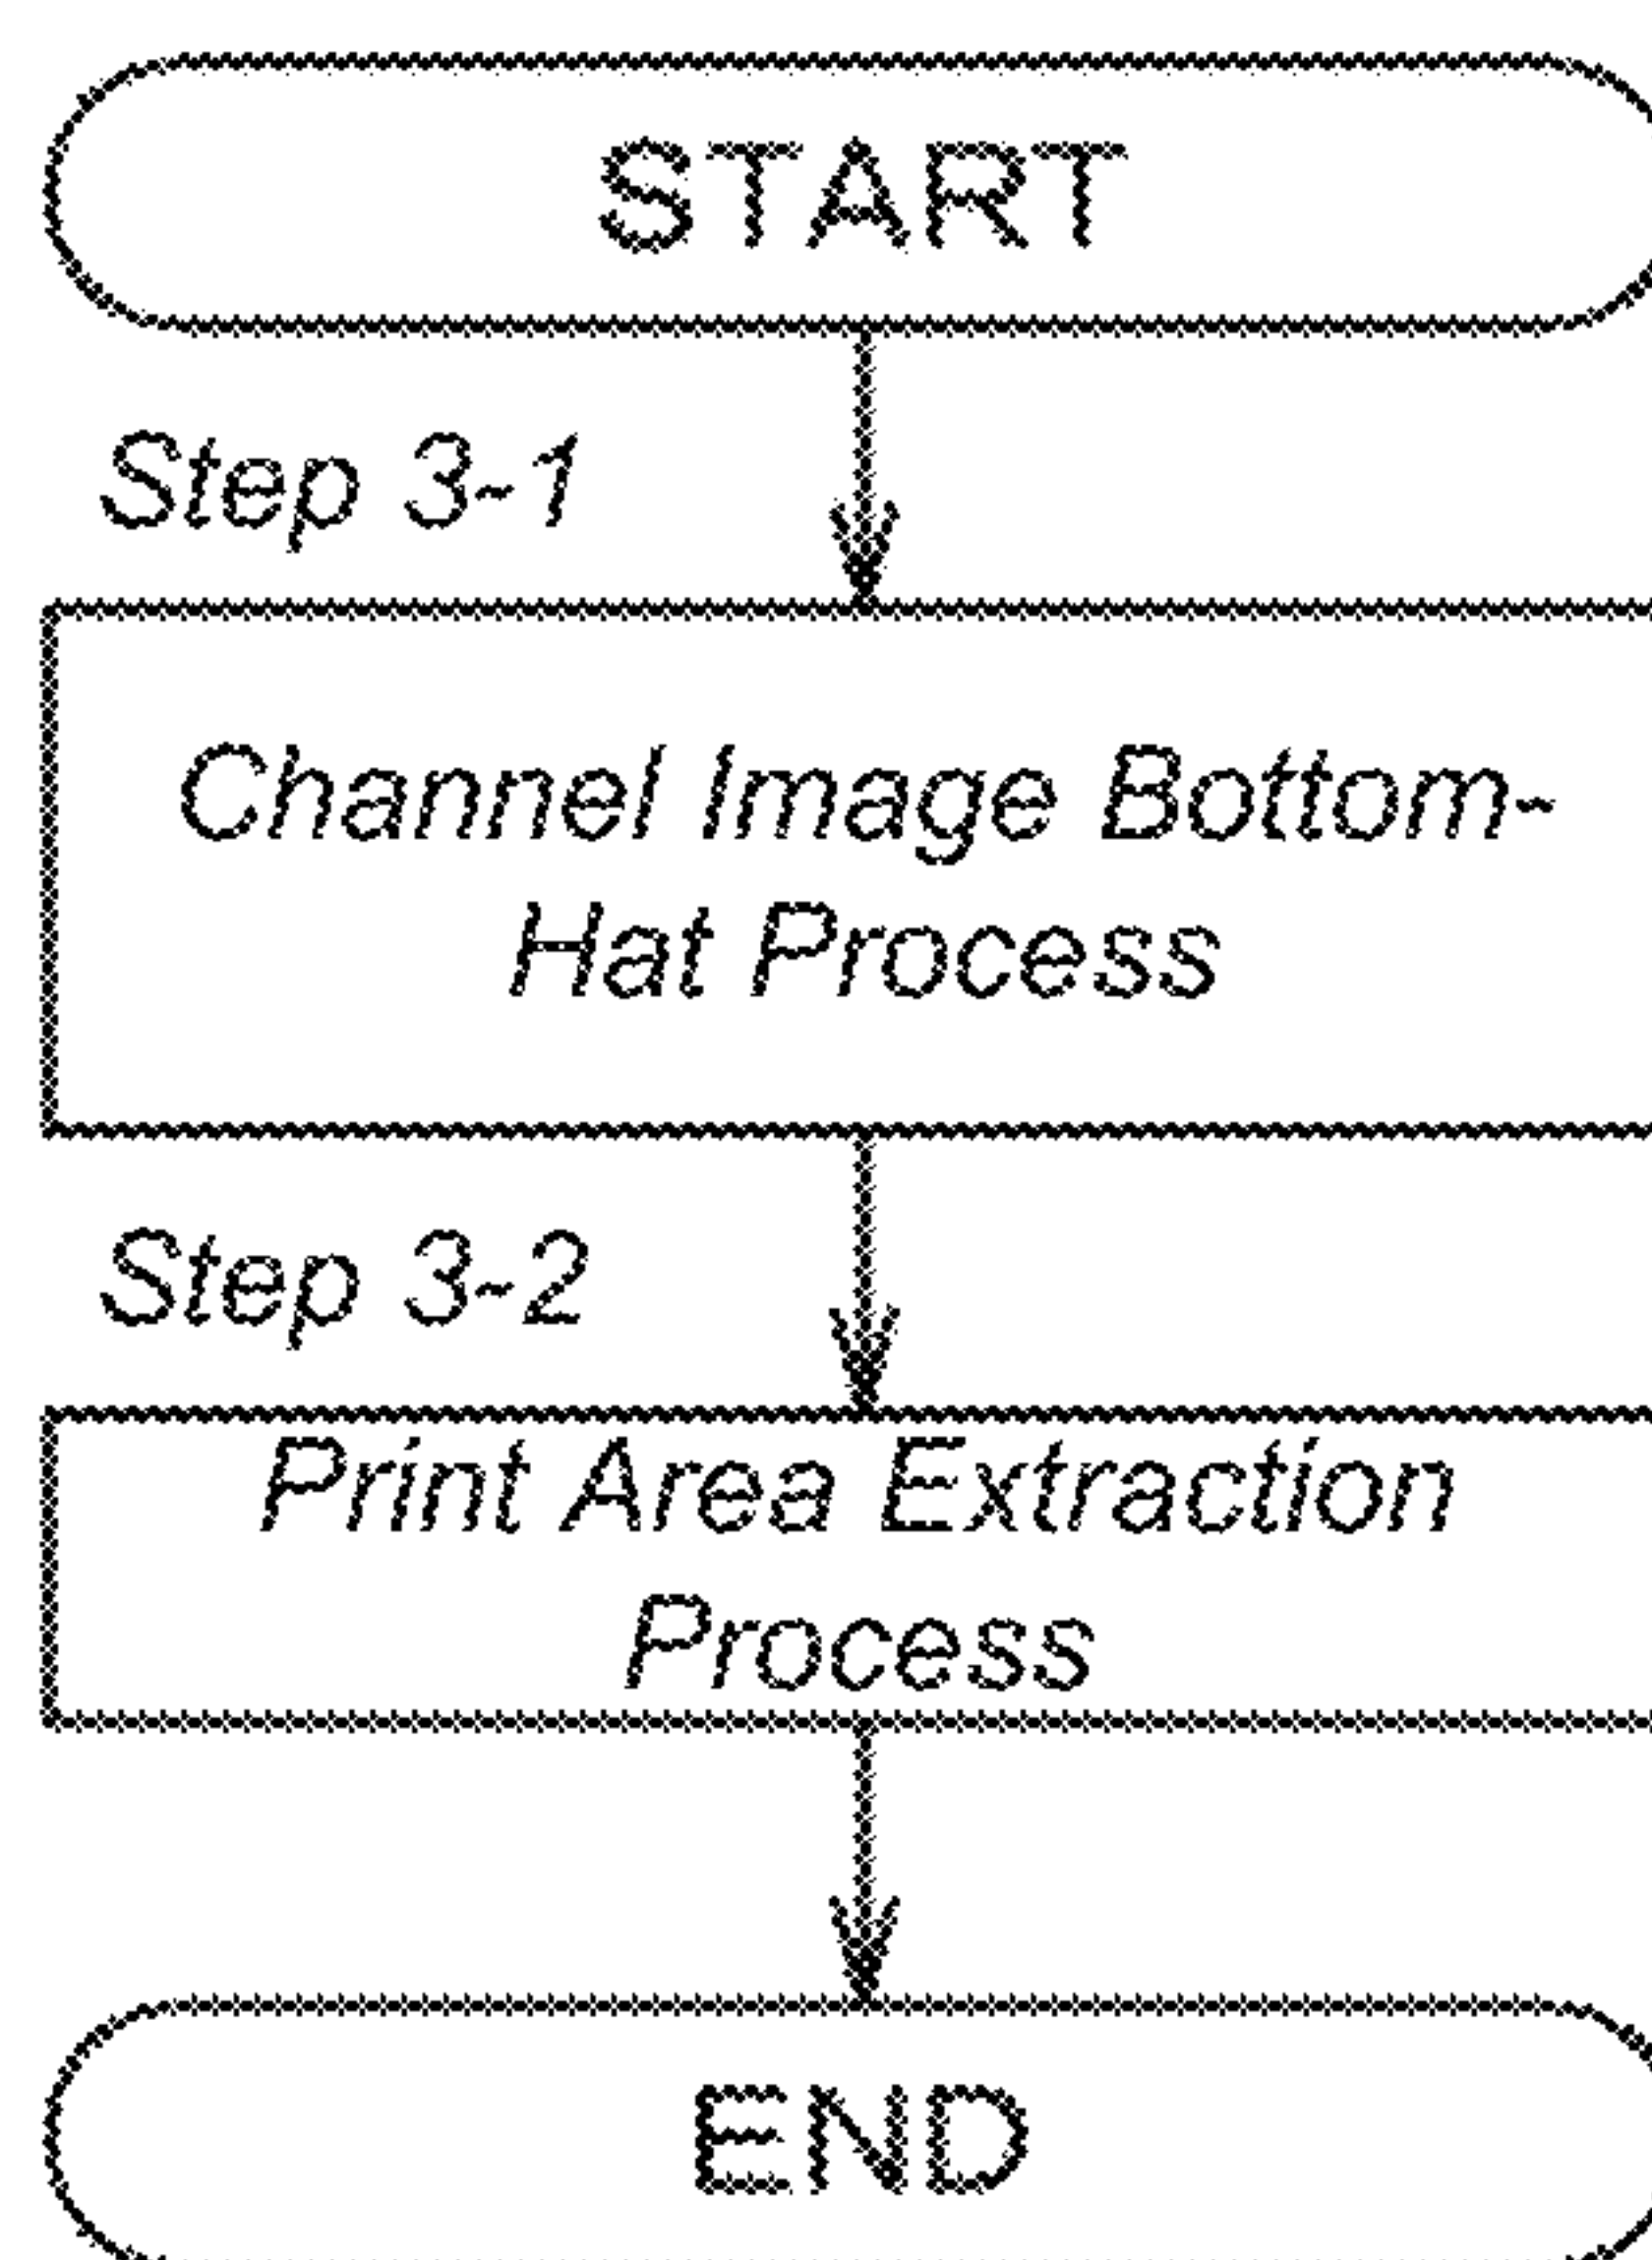 START
Step 3-1
Channel Image Bottom-
Hat Process
Step 3-2
Print Area Extraction
Process
END